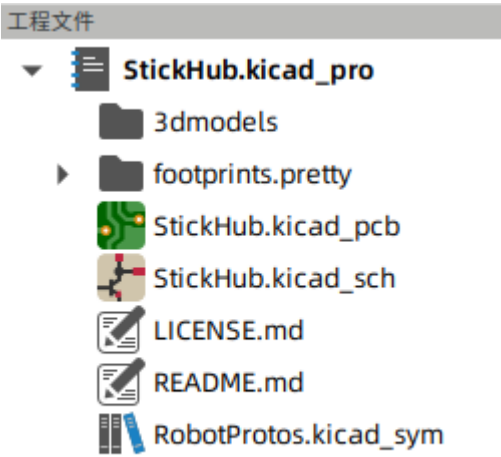 工程文件
StickHub.kicad_pro
3dmodels
footprints.pretty
StickHub.kicad_pcb
StickHub.kicad_sch
LICENSE.md
README.md
RobotProtos.kicad_sym